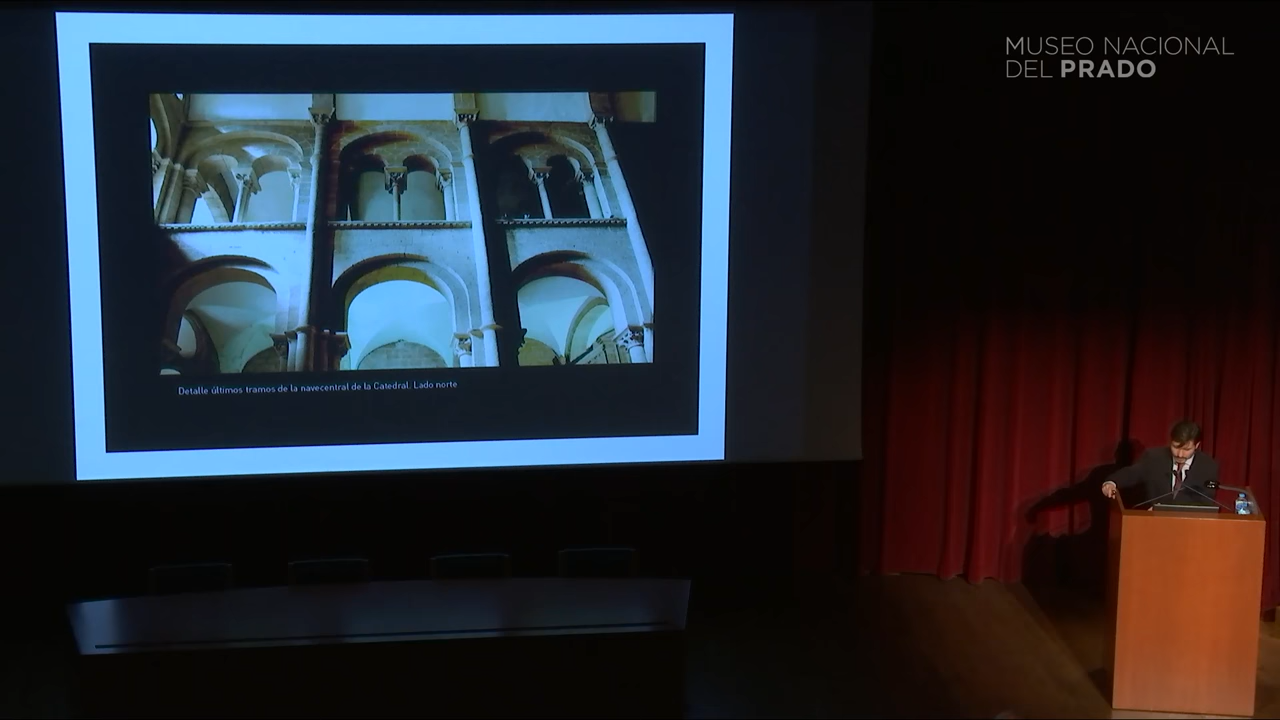 MUSEO NACIONAL
DEL PRADO
Detalle últimos tramos de la navecentral de la Catedral. Lado norte